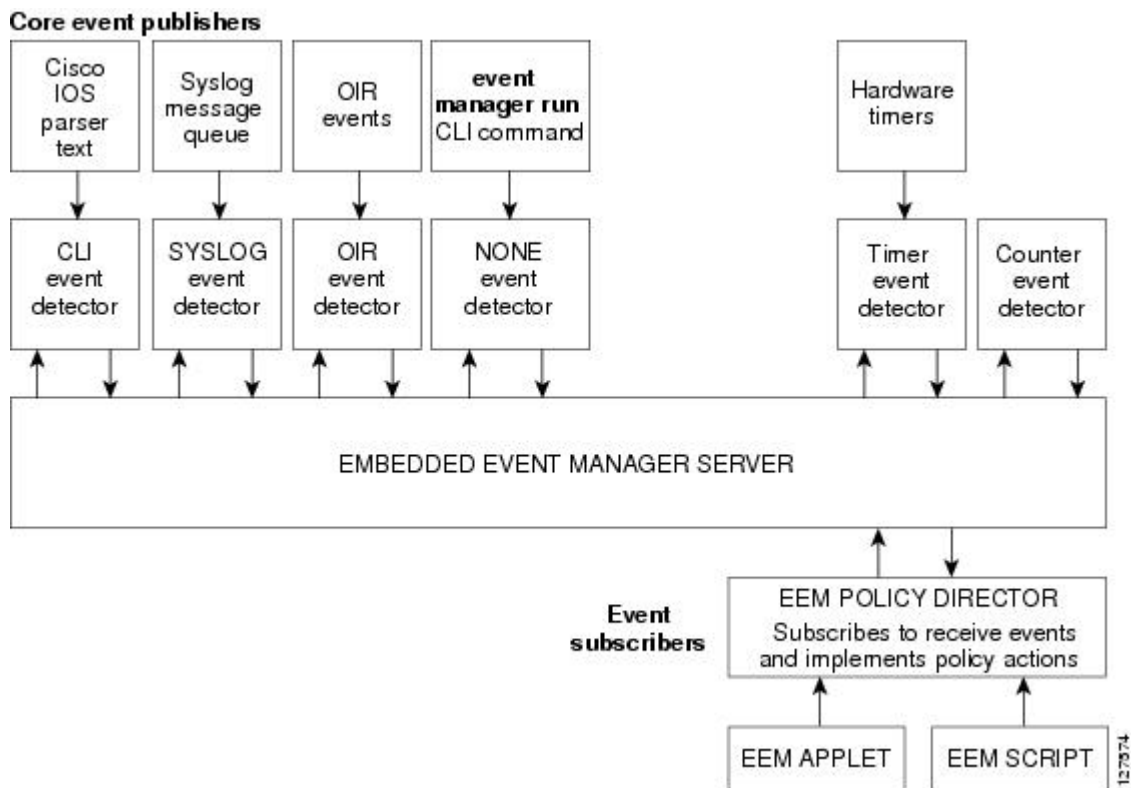 Core event publishers
Cisco
IOS
parser
text
Syslog
message
queue
OIR
events
event
manager run
CLI command
Hardware
timers
CLI
event
detector
SYSLOG
event
detector
OIR
event
detector
NONE
event
detector
Timer
event
detector
Counter
event
detector
EMBEDDED EVENT MANAGER SERVER
Event
subscribers
EEM POLICY DIRECTOR
Subscribes to receive events
and implements policy actions
EEM APPLET
EEM SCRIPT
127574